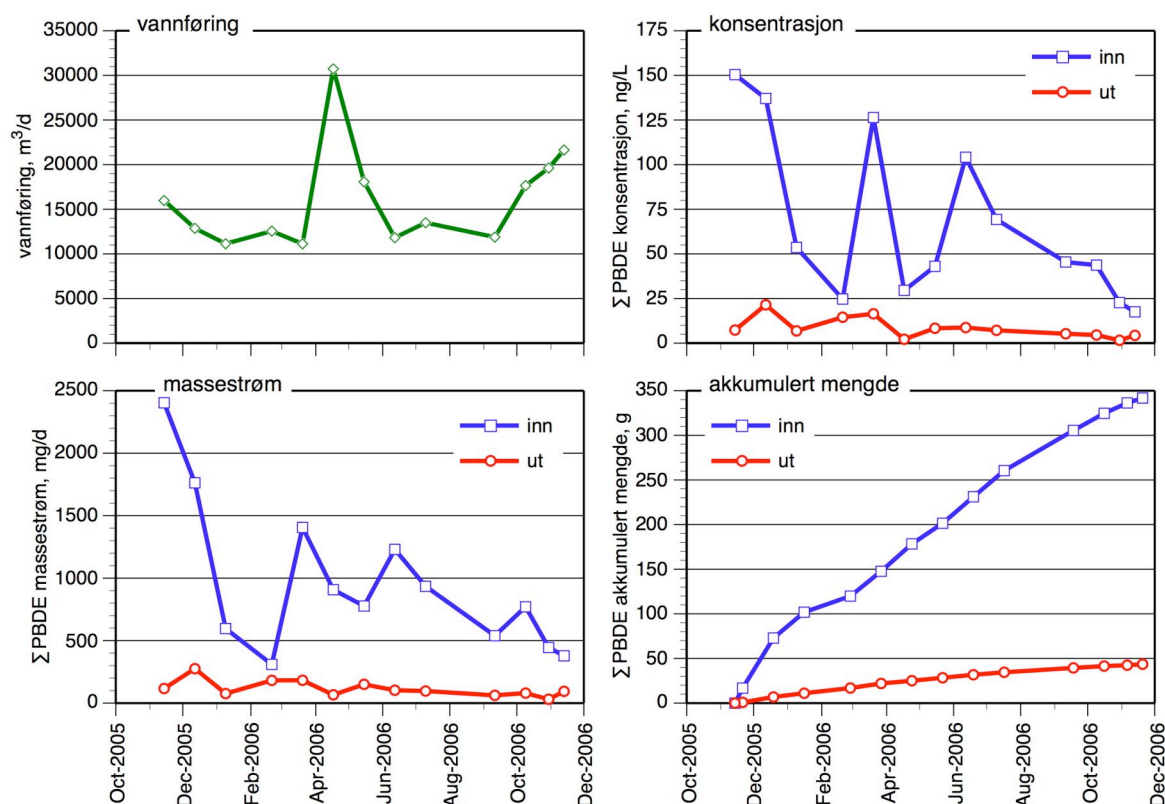 vannføring
35000
30000
25000
20000
15000
10000
5000
0
vannføring, m³/d
konsentrasjon
175
150
125
100
75
50
25
0
∑PBDE konsentrasjon, ng/L
inn
ut
massestrøm
2500
2000
1500
1000
500
0
∑PBDE massestrøm, mg/d
inn
ut
Oct-2005
Dec-2005
Feb-2006
Apr-2006
Jun-2006
Aug-2006
Oct-2006
Dec-2006
akkumulert mengde
350
300
250
200
150
100
50
0
∑PBDE akkumulert mengde, g
inn
ut
Oct-2005
Dec-2005
Feb-2006
Apr-2006
Jun-2006
Aug-2006
Oct-2006
Dec-2006